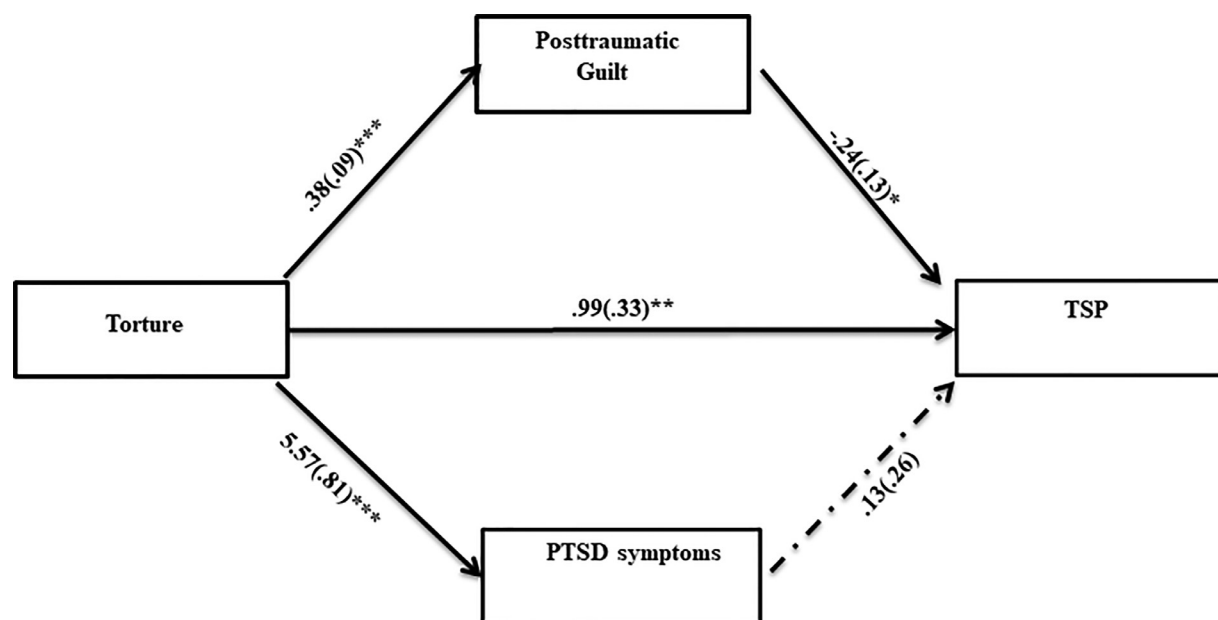 Posttraumatic
Guilt
.38(.09)***
-.24(.13)*
Torture
.99(.33)**
TSP
5.57(.81)***
.13(.26)
PTSD symptoms